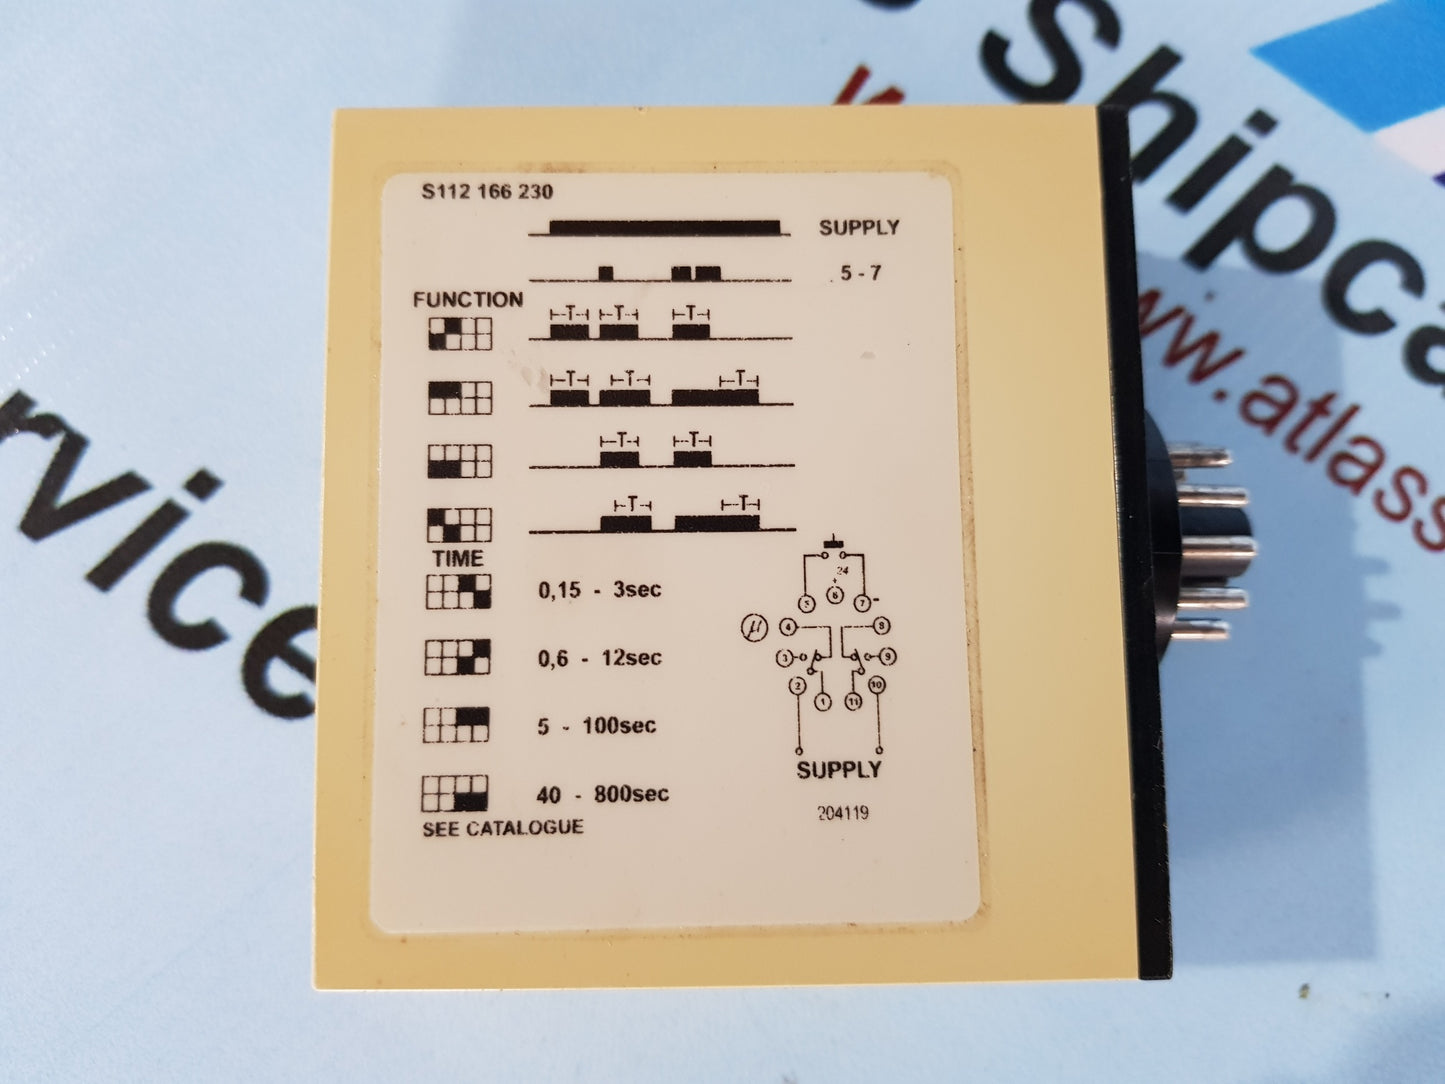 S112 166 230
SUPPLY
5 - 7
FUNCTION
|--T--|
|--T--|
|--T--|
|--T--|
|--T--|
|--T--|
|--T--|
|--T--|
|--T--|
|--T--|
TIME
0,15 - 3sec
0,6 - 12sec
5 - 100sec
40 - 800sec
SEE CATALOGUE
24
+
5 6 7 -
µ 4 8
3 9
2 10
1 11
SUPPLY
204119
Shipca
ww.atlass
rvice